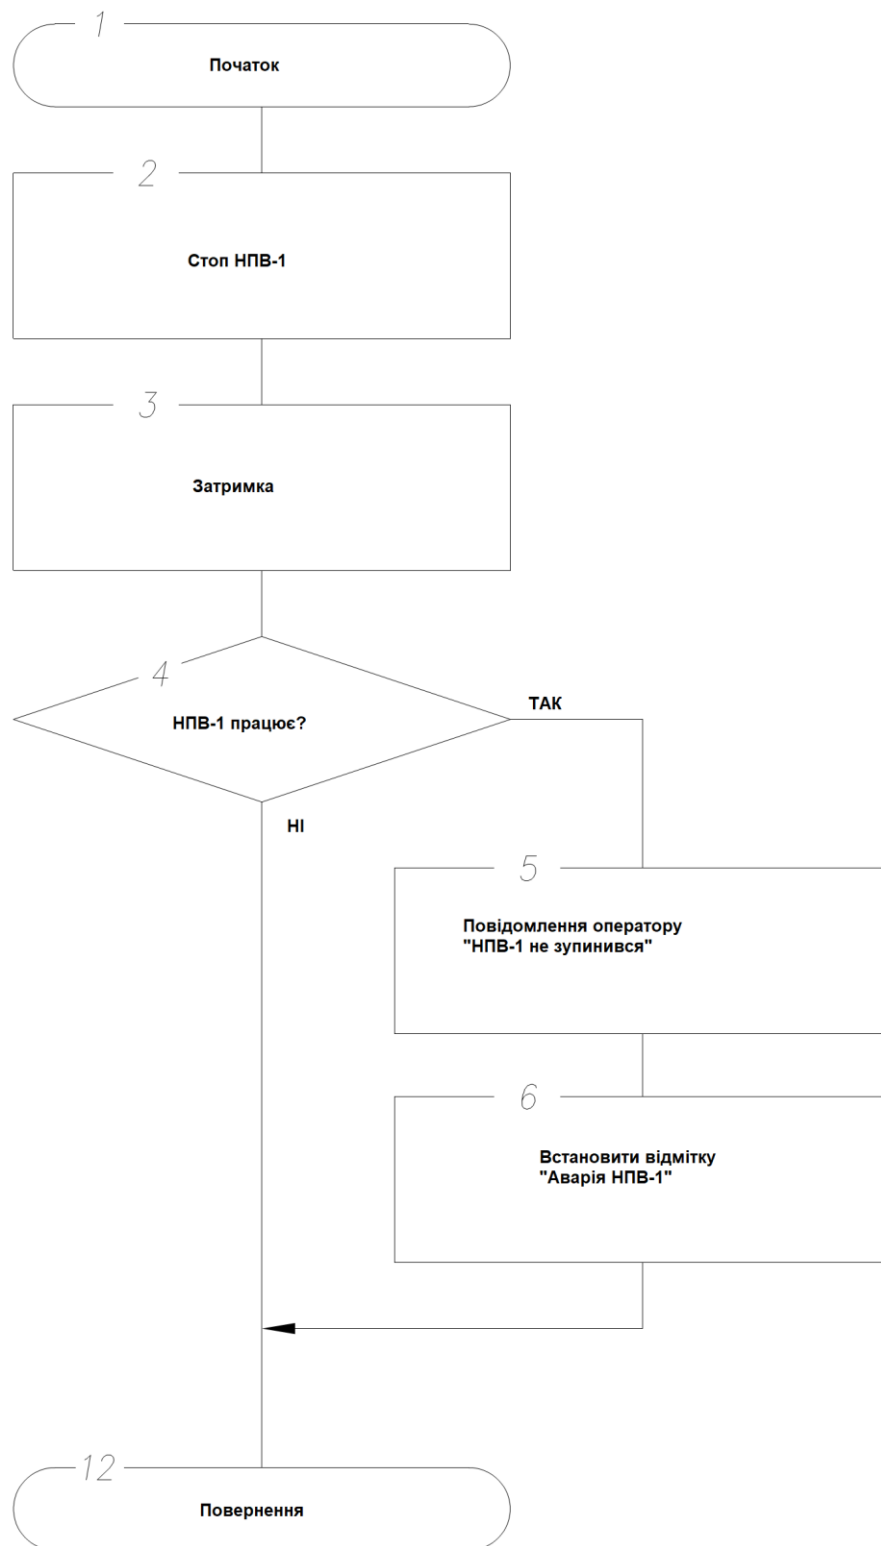 1
Початок
2
Стоп НПВ-1
3
Затримка
4
НПВ-1 працює?
ТАК
НІ
5
Повідомлення оператору
"НПВ-1 не зупинився"
6
Встановити відмітку
"Аварія НПВ-1"
12
Повернення